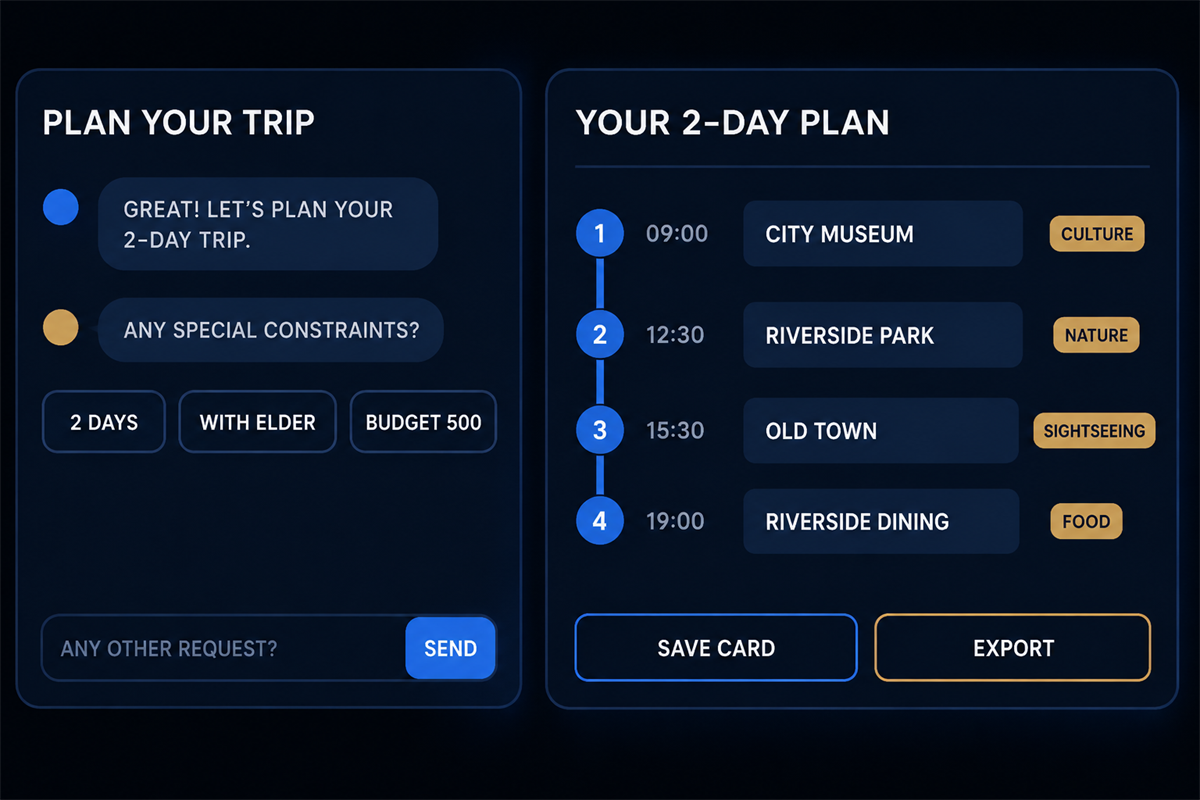 PLAN YOUR TRIP
GREAT! LET'S PLAN YOUR
2-DAY TRIP.
ANY SPECIAL CONSTRAINTS?
2 DAYS
WITH ELDER
BUDGET 500
ANY OTHER REQUEST?
SEND
YOUR 2-DAY PLAN
1 09:00 CITY MUSEUM CULTURE
2 12:30 RIVERSIDE PARK NATURE
3 15:30 OLD TOWN SIGHTSEEING
4 19:00 RIVERSIDE DINING FOOD
SAVE CARD
EXPORT